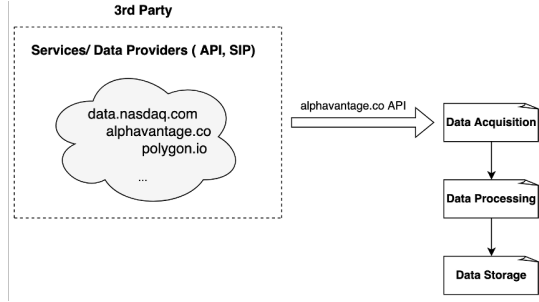 3rd Party
Services/ Data Providers ( API, SIP)
data.nasdaq.com
alphavantage.co
polygon.io
...
alphavantage.co API
Data Acquisition
Data Processing
Data Storage